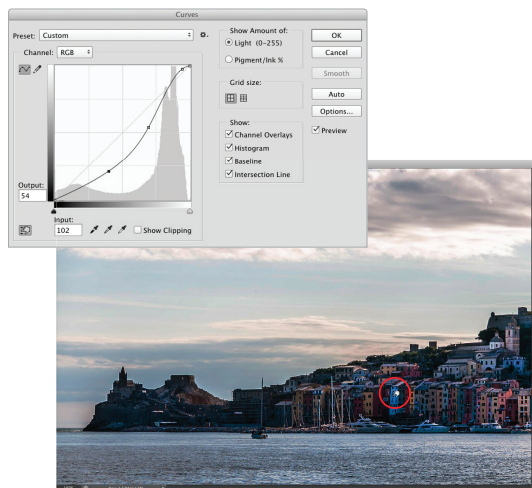 Curves
Preset: Custom
Channel: RGB
Output:
54
Input:
102
Show Clipping
Show Amount of:
Light (0-255)
Pigment/Ink %
Grid size:
Show:
Channel Overlays
Histogram
Baseline
Intersection Line
OK
Cancel
Smooth
Auto
Options...
Preview